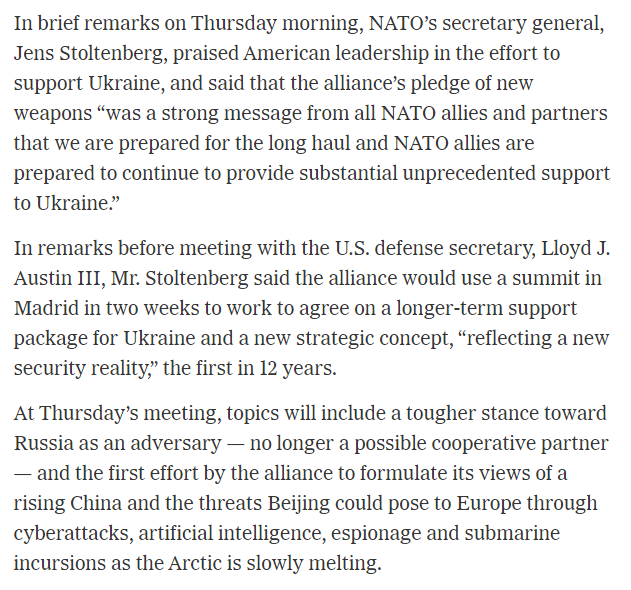 In brief remarks on Thursday morning, NATO’s secretary general,
Jens Stoltenberg, praised American leadership in the effort to
support Ukraine, and said that the alliance’s pledge of new
weapons “was a strong message from all NATO allies and partners
that we are prepared for the long haul and NATO allies are
prepared to continue to provide substantial unprecedented support
to Ukraine.”
In remarks before meeting with the U.S. defense secretary, Lloyd J.
Austin III, Mr. Stoltenberg said the alliance would use a summit in
Madrid in two weeks to work to agree on a longer-term support
package for Ukraine and a new strategic concept, “reflecting a new
security reality,” the first in 12 years.
At Thursday’s meeting, topics will include a tougher stance toward
Russia as an adversary — no longer a possible cooperative partner
— and the first effort by the alliance to formulate its views of a
rising China and the threats Beijing could pose to Europe through
cyberattacks, artificial intelligence, espionage and submarine
incursions as the Arctic is slowly melting.